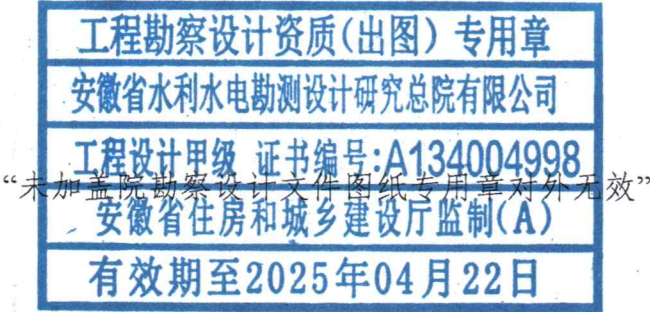 工程勘察设计资质(出图)专用章
安徽省水利水电勘测设计研究总院有限公司
工程设计甲级 证书编号:A134004998
“未加盖院勘察设计文件图纸专用章对外无效”
安徽省住房和城乡建设厅监制(A)
有效期至2025年04月22日